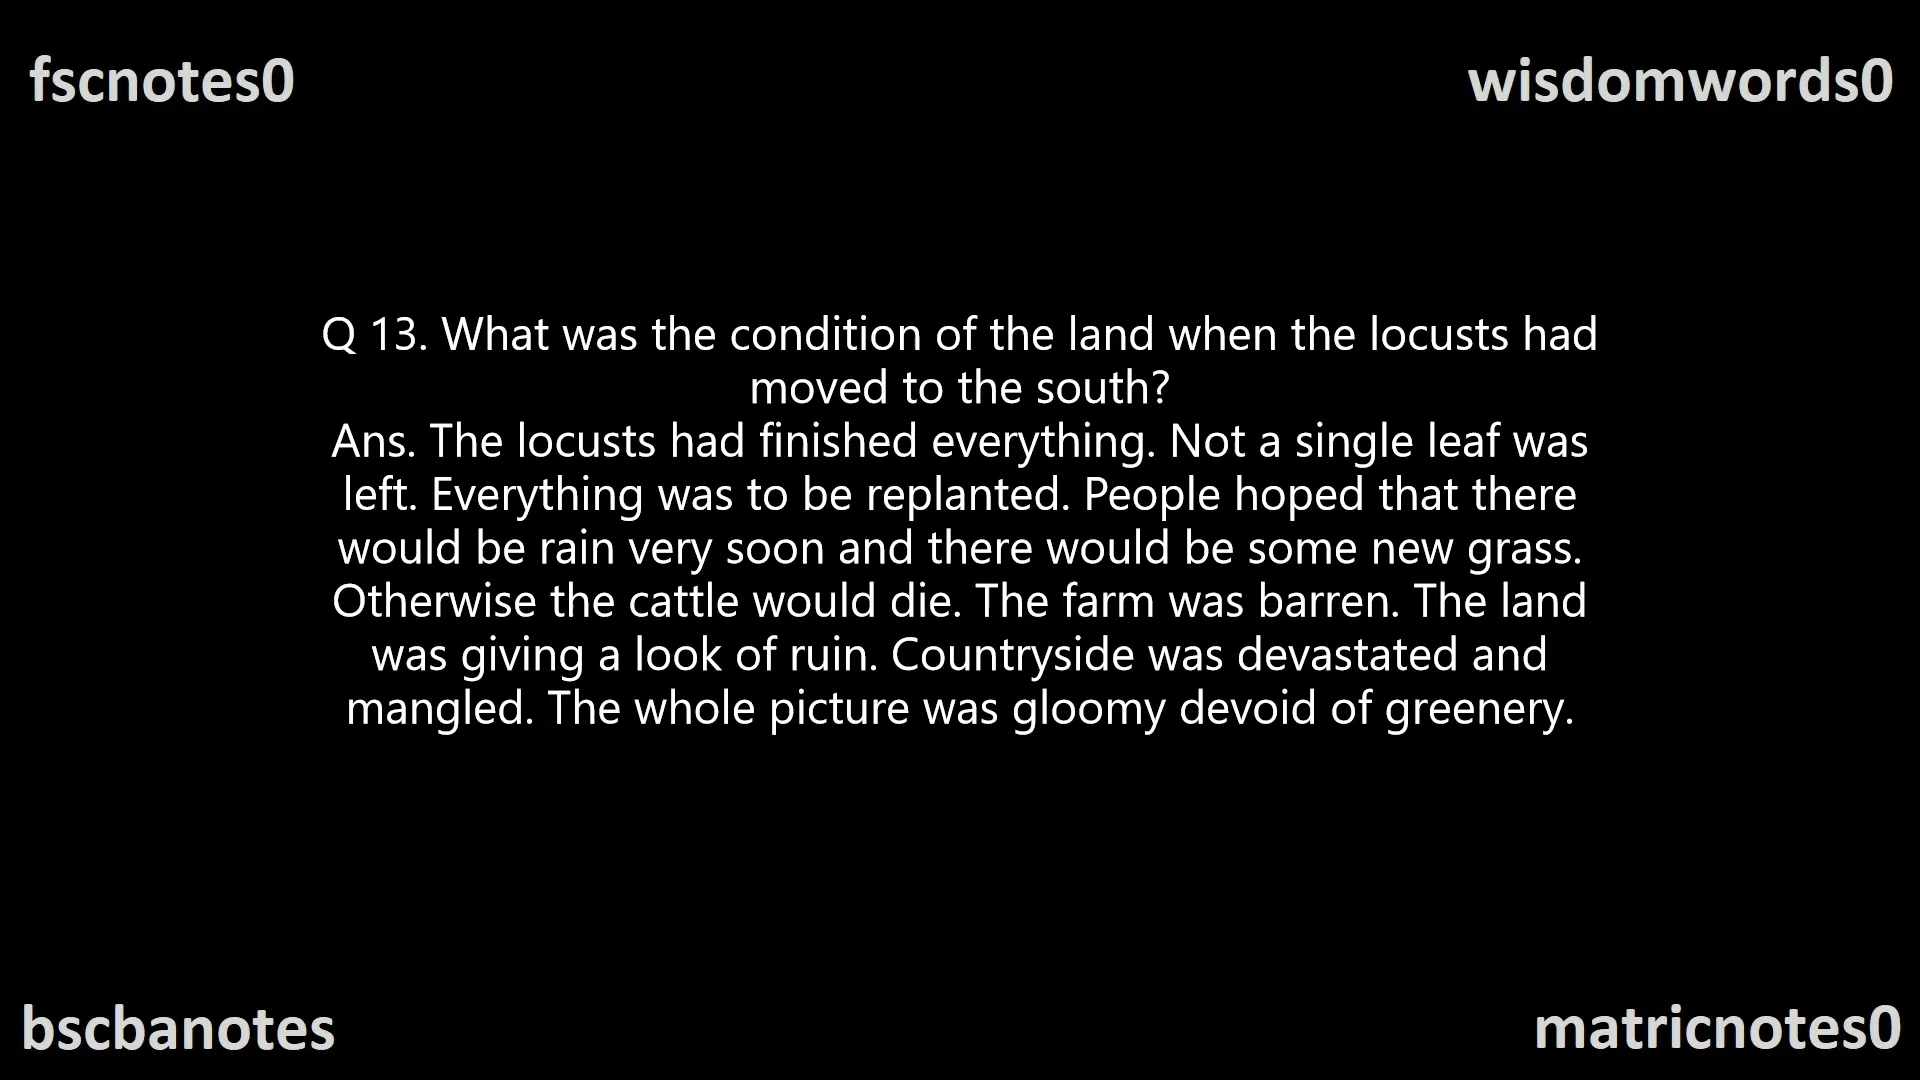 fscnotes0
wisdomwords0
Q 13. What was the condition of the land when the locusts had
moved to the south?
Ans. The locusts had finished everything. Not a single leaf was
left. Everything was to be replanted. People hoped that there
would be rain very soon and there would be some new grass.
Otherwise the cattle would die. The farm was barren. The land
was giving a look of ruin. Countryside was devastated and
mangled. The whole picture was gloomy devoid of greenery.
bscbanotes
matricnotes0